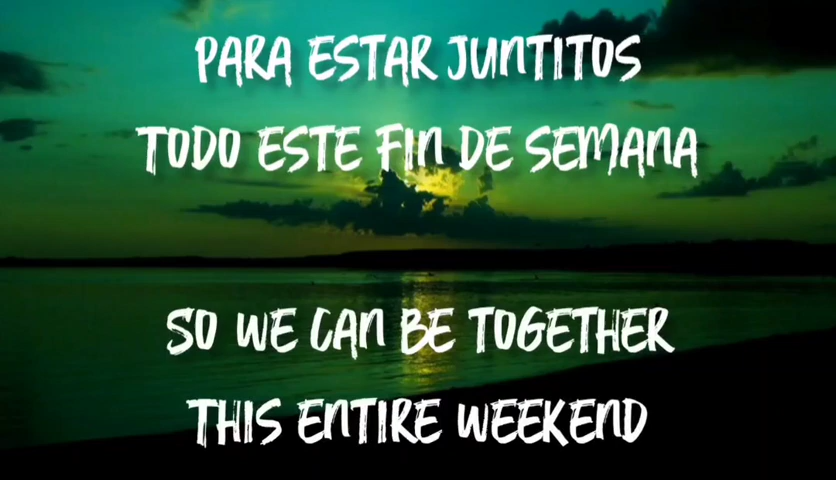 PARA ESTAR JUNTITOS
TODO ESTE FIN DE SEMANA
SO WE CAN BE TOGETHER
THIS ENTIRE WEEKEND